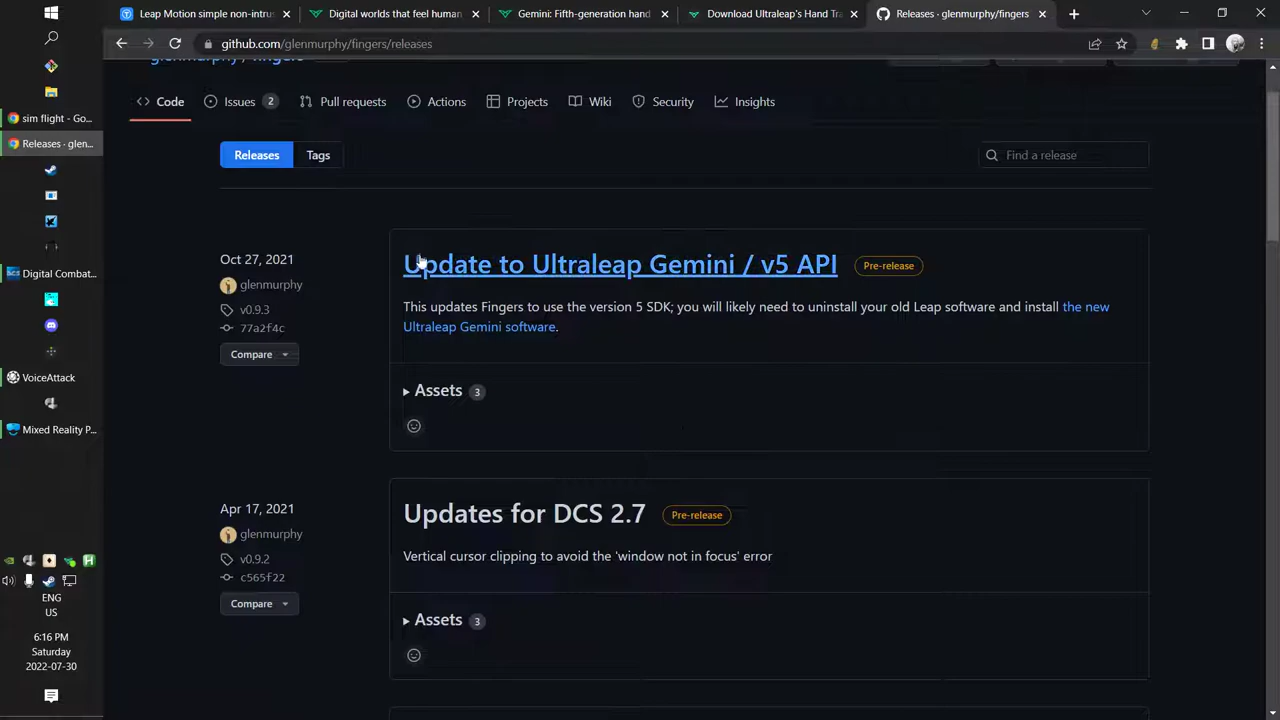 Leap Motion simple non-intrus
Digital worlds that feel human
Gemini: Fifth-generation hand
Download Ultraleap's Hand Tra
Releases · glenmurphy/fingers
github.com/glenmurphy/fingers/releases
glenmurphy / fingers
Code
Issues 2
Pull requests
Actions
Projects
Wiki
Security
Insights
Releases
Tags
Find a release
Oct 27, 2021
glenmurphy
v0.9.3
77a2f4c
Compare
Update to Ultraleap Gemini / v5 API Pre-release
This updates Fingers to use the version 5 SDK; you will likely need to uninstall your old Leap software and install the new
Ultraleap Gemini software.
Assets 3
Apr 17, 2021
glenmurphy
v0.9.2
c565f22
Compare
Updates for DCS 2.7 Pre-release
Vertical cursor clipping to avoid the 'window not in focus' error
Assets 3
sim flight - Go...
Releases · glen...
DCS Digital Combat...
VoiceAttack
Mixed Reality P...
ENG
US
6:16 PM
Saturday
2022-07-30